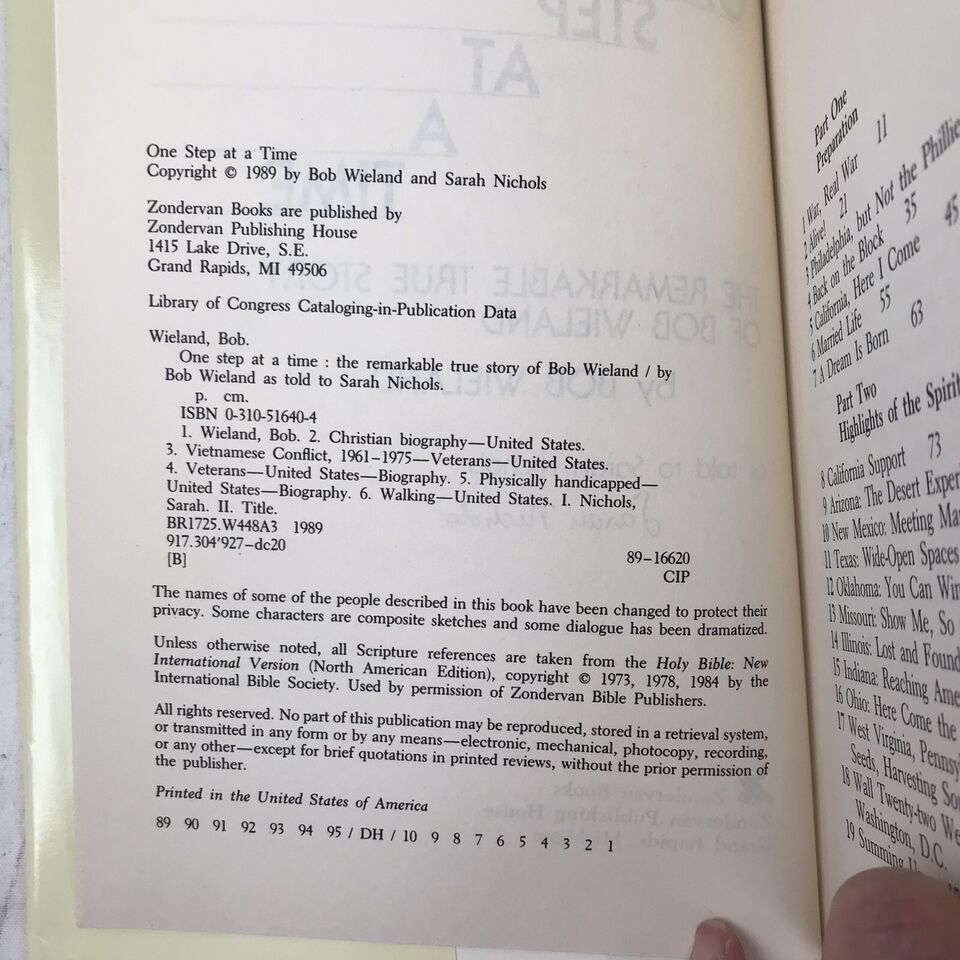 One Step at a Time
Copyright © 1989 by Bob Wieland and Sarah Nichols
Zondervan Books are published by
Zondervan Publishing House
1415 Lake Drive, S.E.
Grand Rapids, MI 49506
Library of Congress Cataloging-in-Publication Data
Wieland, Bob.
One step at a time : the remarkable true story of Bob Wieland / by
Bob Wieland as told to Sarah Nichols.
p. cm.
ISBN 0-310-51640-4
1. Wieland, Bob. 2. Christian biography—United States.
3. Vietnamese Conflict, 1961–1975—Veterans—United States.
4. Veterans—United States—Biography. 5. Physically handicapped—
United States—Biography. 6. Walking—United States. I. Nichols,
Sarah. II. Title.
BR1725.W448A3 1989
917.304'927–dc20
[B]
89–16620
CIP
The names of some of the people described in this book have been changed to protect their
privacy. Some characters are composite sketches and some dialogue has been dramatized.
Unless otherwise noted, all Scripture references are taken from the Holy Bible: New
International Version (North American Edition), copyright © 1973, 1978, 1984 by the
International Bible Society. Used by permission of Zondervan Bible Publishers.
All rights reserved. No part of this publication may be reproduced, stored in a retrieval system,
or transmitted in any form or by any means—electronic, mechanical, photocopy, recording,
or any other—except for brief quotations in printed reviews, without the prior permission of
the publisher.
Printed in the United States of America
89 90 91 92 93 94 95 / DH / 10 9 8 7 6 5 4 3 2 1
Part One
Preparation
1 War, Real War 11
2 Alive! 21
3 Philadelphia, but Not the Phillie
4 Back on the Block 35
5 California, Here I Come 45
6 Married Life 55
7 A Dream Is Born 63
Part Two
Highlights of the Spirit
8 California Support 73
9 Arizona: The Desert Exper
10 New Mexico: Meeting Ma
11 Texas: Wide-Open Spaces
12 Oklahoma: You Can Win
13 Missouri: Show Me, So
14 Illinois: Lost and Found
15 Indiana: Reaching Ame
16 Ohio: Here Come the
17 West Virginia, Pennsyl
Seeds, Harvesting So
18 Wall Twenty-two We
Washington, D.C.
19 Summing U